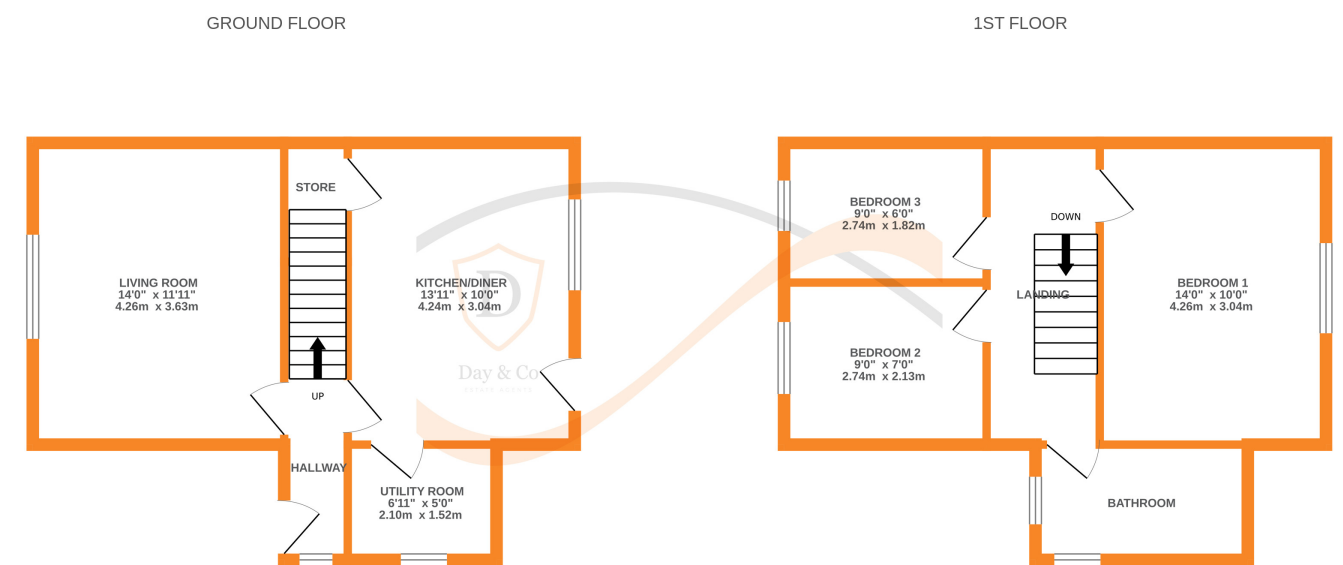 GROUND FLOOR
1ST FLOOR
STORE
LIVING ROOM
14'0" x 11'11"
4.26m x 3.63m
KITCHEN/DINER
13'11" x 10'0"
4.24m x 3.04m
D
Day & Co
UP
HALLWAY
UTILITY ROOM
6'11" x 5'0"
2.10m x 1.52m
BEDROOM 3
9'0" x 6'0"
2.74m x 1.82m
DOWN
LANDING
BEDROOM 1
14'0" x 10'0"
4.26m x 3.04m
BEDROOM 2
9'0" x 7'0"
2.74m x 2.13m
BATHROOM